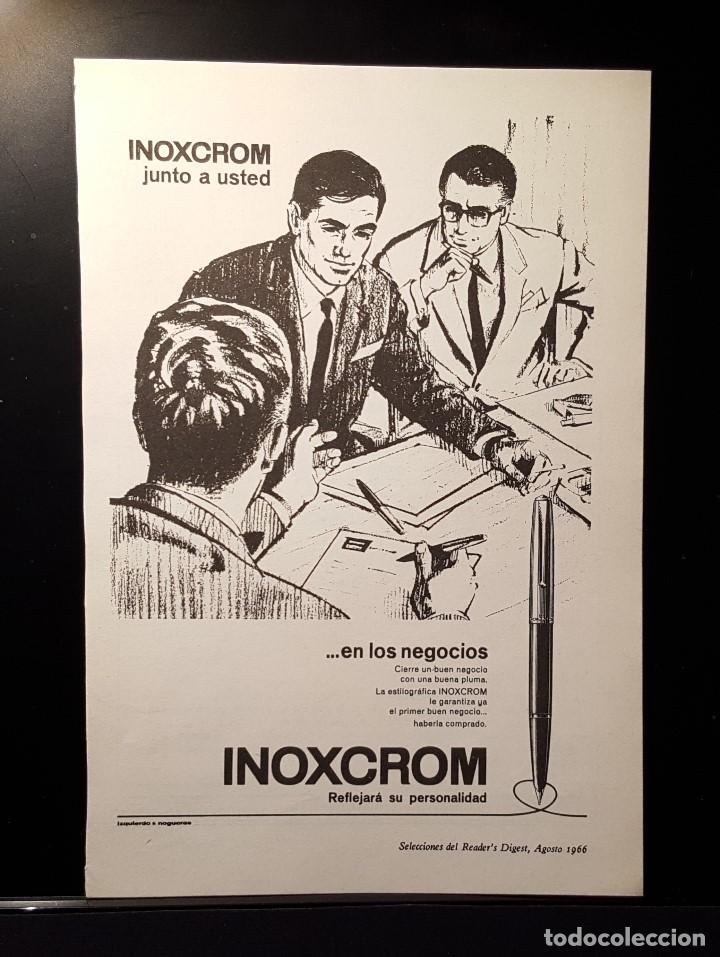 INOXCROM
junto a usted
...en los negocios
Cierre un buen negocio
con una buena pluma.
La estilográfica INOXCROM
le garantiza ya
el primer buen negocio...
haberla comprado.
INOXCROM
Reflejará su personalidad
izquierdo & nogueras
Selecciones del Reader's Digest, Agosto 1966
todocoleccion